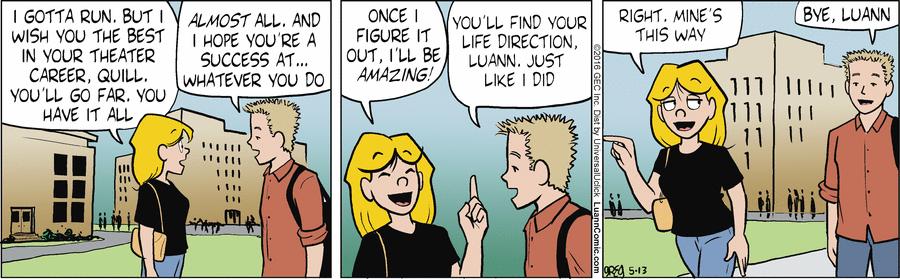 I GOTTA RUN. BUT I
WISH YOU THE BEST
IN YOUR THEATER
CAREER, QUILL.
YOU'LL GO FAR. YOU
HAVE IT ALL
ALMOST ALL. AND
I HOPE YOU'RE A
SUCCESS AT...
WHATEVER YOU DO
ONCE I
FIGURE IT
OUT, I'LL BE
AMAZING!
YOU'LL FIND YOUR
LIFE DIRECTION,
LUANN. JUST
LIKE I DID
©2016 GEC Inc. Dist by UniversalUclick LuannComic.com
RIGHT. MINE'S
THIS WAY
BYE, LUANN
GREG 5-13